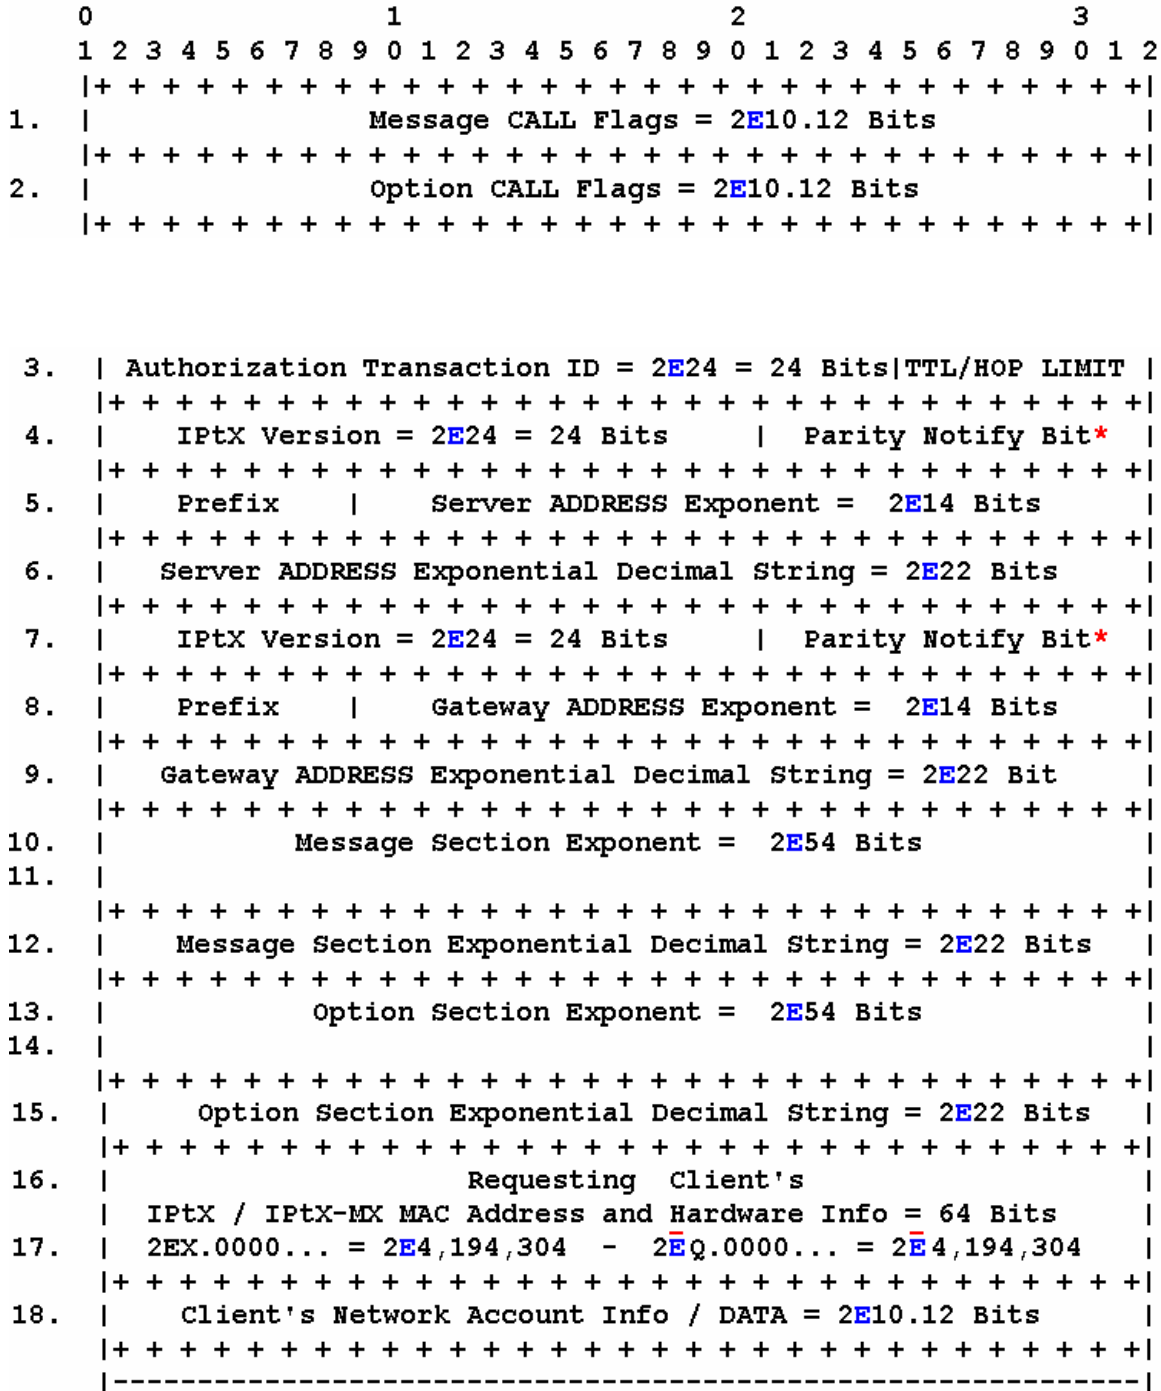 0 1 2 3
1 2 3 4 5 6 7 8 9 0 1 2 3 4 5 6 7 8 9 0 1 2 3 4 5 6 7 8 9 0 1 2
|+ + + + + + + + + + + + + + + + + + + + + + + + + + + + + + +|
1. | Message CALL Flags = 2E10.12 Bits |
|+ + + + + + + + + + + + + + + + + + + + + + + + + + + + + + +|
2. | Option CALL Flags = 2E10.12 Bits |
|+ + + + + + + + + + + + + + + + + + + + + + + + + + + + + + +|
3. | Authorization Transaction ID = 2E24 = 24 Bits|TTL/HOP LIMIT |
|+ + + + + + + + + + + + + + + + + + + + + + + + + + + + + + +|
4. | IPtX Version = 2E24 = 24 Bits | Parity Notify Bit* |
|+ + + + + + + + + + + + + + + + + + + + + + + + + + + + + + +|
5. | Prefix | Server ADDRESS Exponent = 2E14 Bits |
|+ + + + + + + + + + + + + + + + + + + + + + + + + + + + + + +|
6. | Server ADDRESS Exponential Decimal String = 2E22 Bits |
|+ + + + + + + + + + + + + + + + + + + + + + + + + + + + + + +|
7. | IPtX Version = 2E24 = 24 Bits | Parity Notify Bit* |
|+ + + + + + + + + + + + + + + + + + + + + + + + + + + + + + +|
8. | Prefix | Gateway ADDRESS Exponent = 2E14 Bits |
|+ + + + + + + + + + + + + + + + + + + + + + + + + + + + + + +|
9. | Gateway ADDRESS Exponential Decimal String = 2E22 Bit |
|+ + + + + + + + + + + + + + + + + + + + + + + + + + + + + + +|
10. | Message Section Exponent = 2E54 Bits |
11. | |
|+ + + + + + + + + + + + + + + + + + + + + + + + + + + + + + +|
12. | Message Section Exponential Decimal String = 2E22 Bits |
|+ + + + + + + + + + + + + + + + + + + + + + + + + + + + + + +|
13. | Option Section Exponent = 2E54 Bits |
14. | |
|+ + + + + + + + + + + + + + + + + + + + + + + + + + + + + + +|
15. | Option Section Exponential Decimal String = 2E22 Bits |
|+ + + + + + + + + + + + + + + + + + + + + + + + + + + + + + +|
16. | Requesting Client's |
| IPtX / IPtX-MX MAC Address and Hardware Info = 64 Bits |
17. | 2EX.0000... = 2E4,194,304 - 2E̅Q.0000... = 2E̅4,194,304 |
|+ + + + + + + + + + + + + + + + + + + + + + + + + + + + + + +|
18. | Client's Network Account Info / DATA = 2E10.12 Bits |
|+ + + + + + + + + + + + + + + + + + + + + + + + + + + + + + +|
|-------------------------------------------------------------|